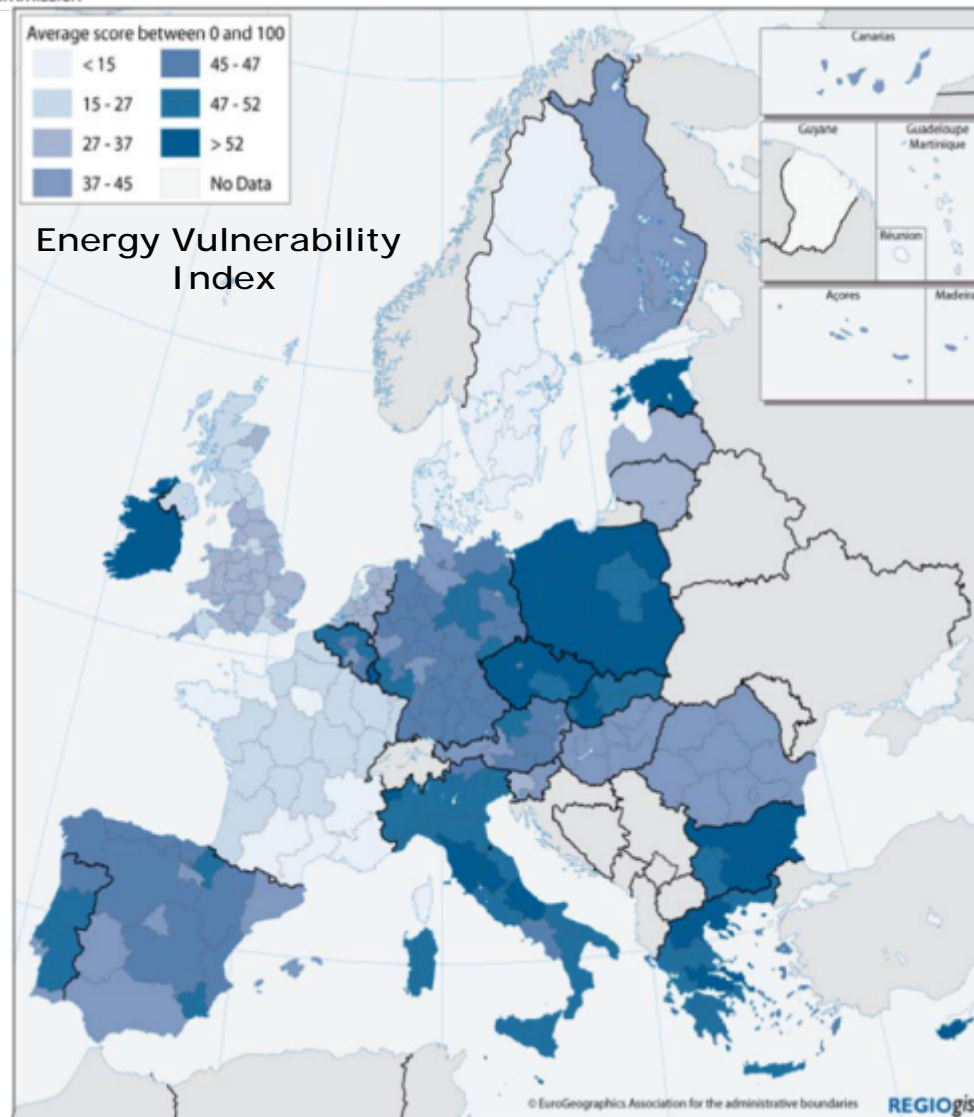 Average score between 0 and 100
< 15
45 - 47
15 - 27
47 - 52
27 - 37
> 52
37 - 45
No Data
Energy Vulnerability
Index
Canarias
Guyane
Guadeloupe
Martinique
Réunion
Açores
Madeira
© EuroGeographics Association for the administrative boundaries
REGIOgis